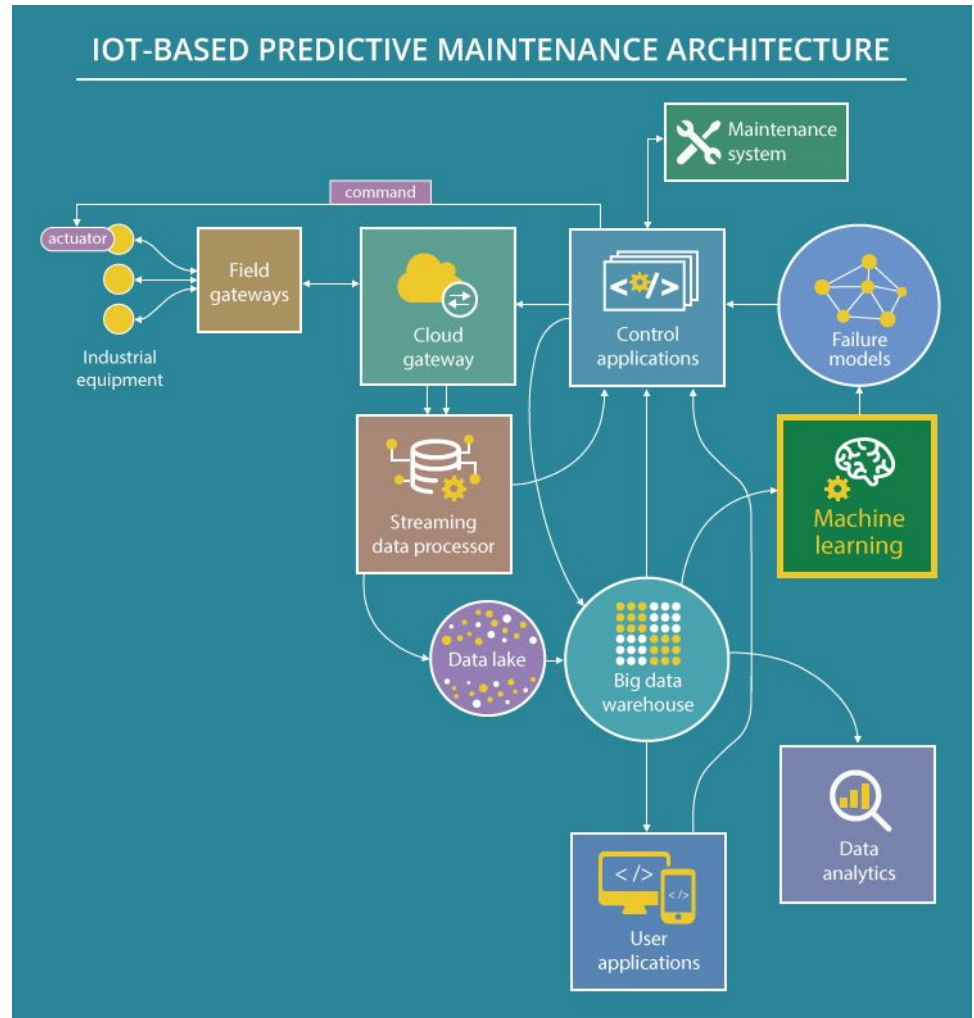 IOT-BASED PREDICTIVE MAINTENANCE ARCHITECTURE
Maintenance
system
command
actuator
Field
gateways
Industrial
equipment
Cloud
gateway
</>
Control
applications
Failure
models
Streaming
data processor
Machine
learning
Data lake
Big data
warehouse
Data
analytics
</>
</>
User
applications